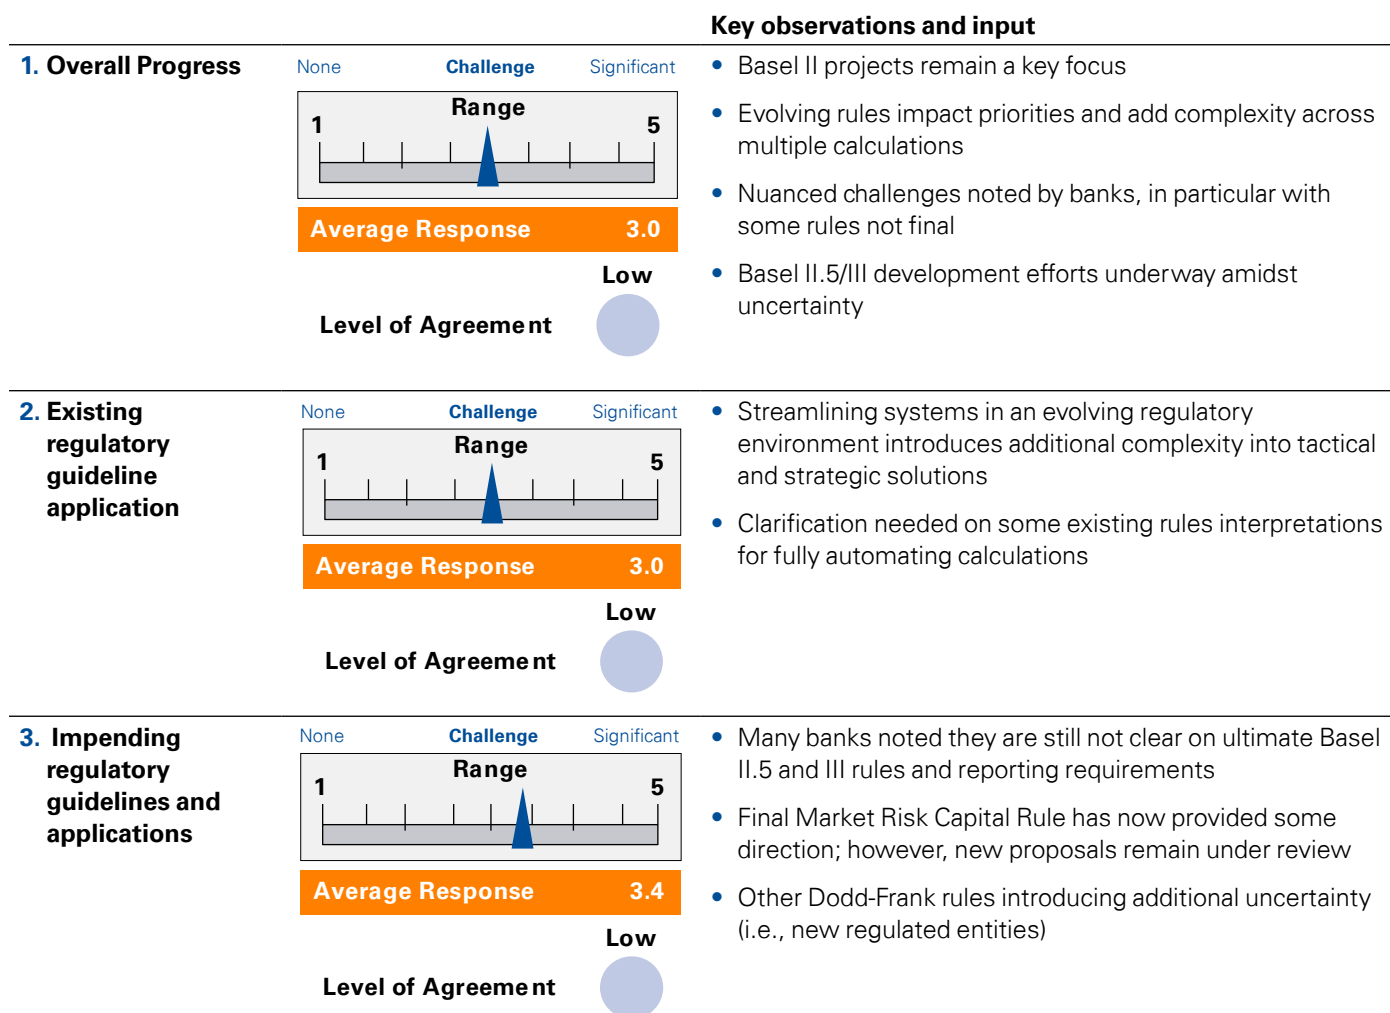 Key observations and input
1. Overall Progress
None Challenge Significant
Range
1 5
Average Response 3.0
Low
Level of Agreement
• Basel II projects remain a key focus
• Evolving rules impact priorities and add complexity across
multiple calculations
• Nuanced challenges noted by banks, in particular with
some rules not final
• Basel II.5/III development efforts underway amidst
uncertainty
2. Existing
regulatory
guideline
application
None Challenge Significant
Range
1 5
Average Response 3.0
Low
Level of Agreement
• Streamlining systems in an evolving regulatory
environment introduces additional complexity into tactical
and strategic solutions
• Clarification needed on some existing rules interpretations
for fully automating calculations
3. Impending
regulatory
guidelines and
applications
None Challenge Significant
Range
1 5
Average Response 3.4
Low
Level of Agreement
• Many banks noted they are still not clear on ultimate Basel
II.5 and III rules and reporting requirements
• Final Market Risk Capital Rule has now provided some
direction; however, new proposals remain under review
• Other Dodd-Frank rules introducing additional uncertainty
(i.e., new regulated entities)